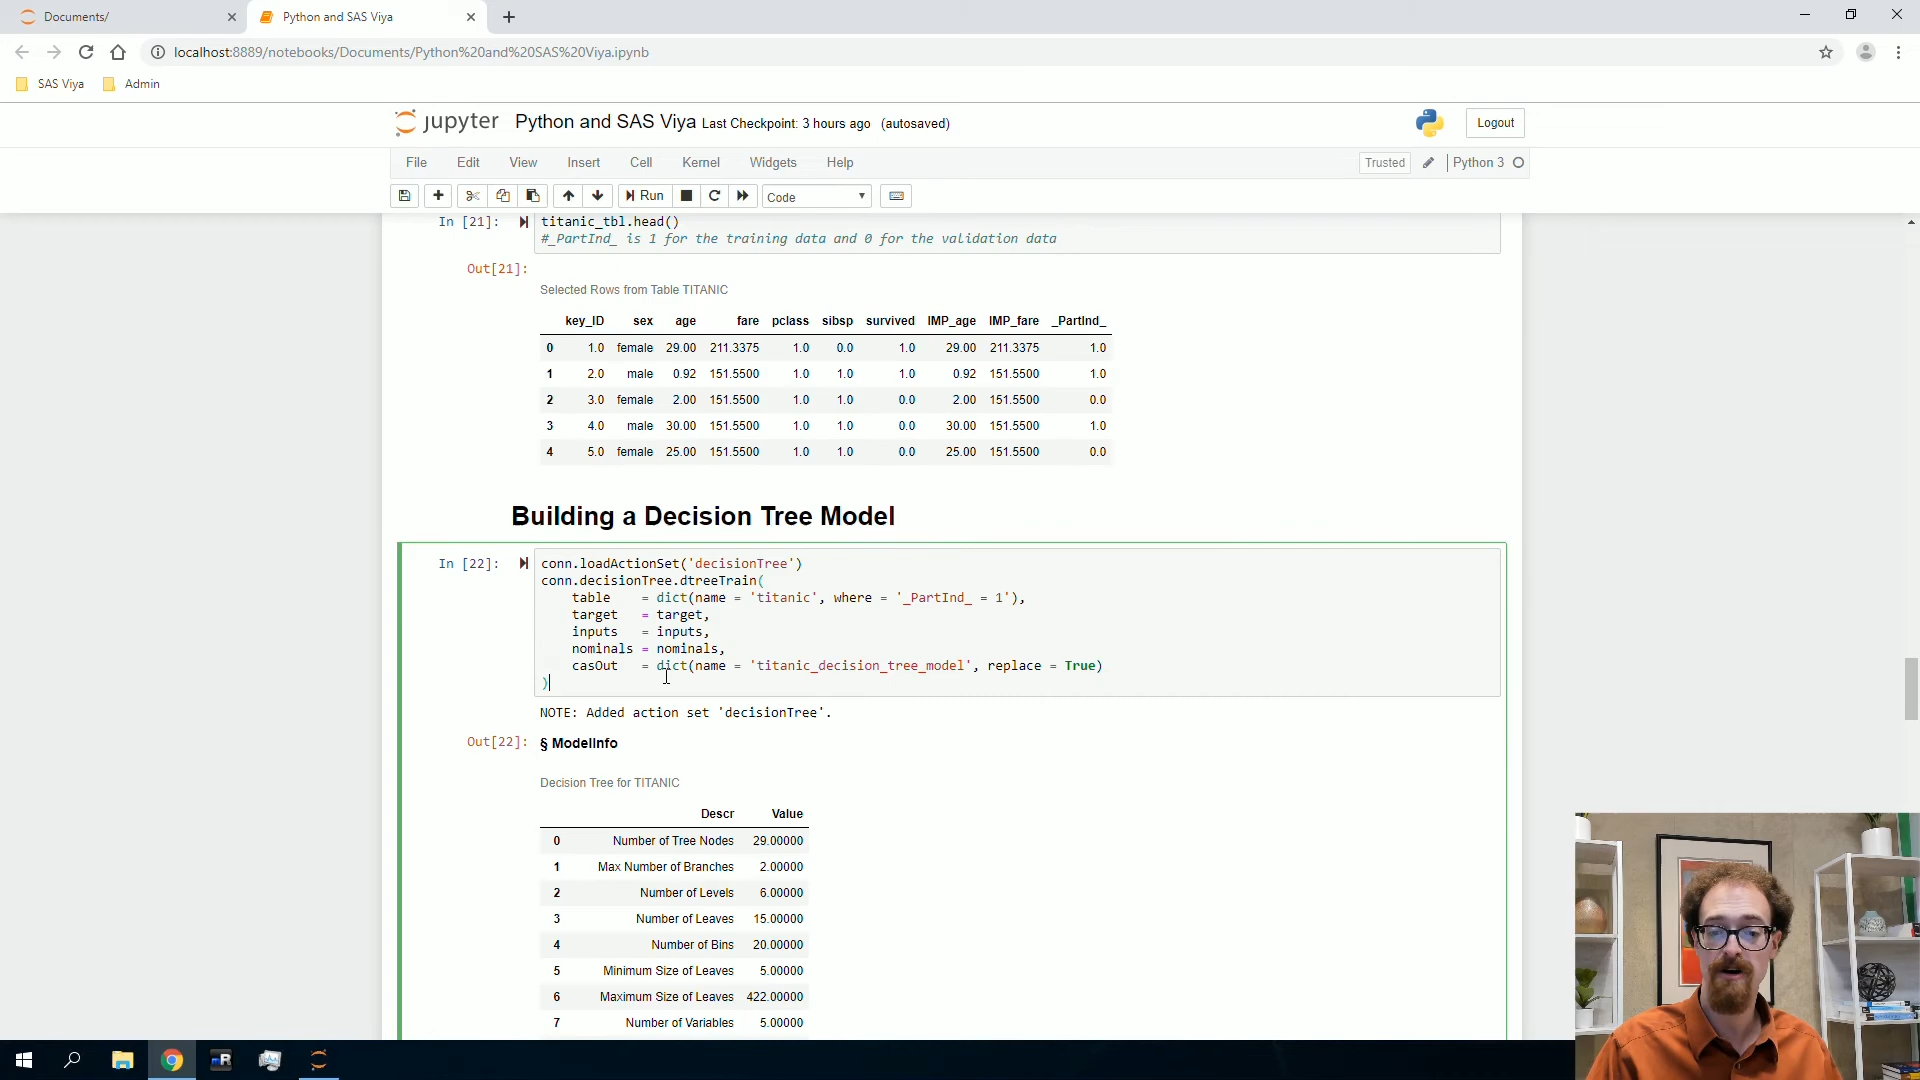 Documents/
Python and SAS Viya
localhost:8889/notebooks/Documents/Python%20and%20SAS%20Viya.ipynb
SAS Viya
Admin
jupyter Python and SAS Viya Last Checkpoint: 3 hours ago (autosaved)
Logout
File Edit View Insert Cell Kernel Widgets Help
Trusted
Python 3
Run
Code
In [21]:
titanic_tbl.head()
#_PartInd_ is 1 for the training data and 0 for the validation data
Out[21]:
Selected Rows from Table TITANIC
key_ID sex age fare pclass sibsp survived IMP_age IMP_fare _PartInd_
0 1.0 female 29.00 211.3375 1.0 0.0 1.0 29.00 211.3375 1.0
1 2.0 male 0.92 151.5500 1.0 1.0 1.0 0.92 151.5500 1.0
2 3.0 female 2.00 151.5500 1.0 1.0 0.0 2.00 151.5500 0.0
3 4.0 male 30.00 151.5500 1.0 1.0 0.0 30.00 151.5500 1.0
4 5.0 female 25.00 151.5500 1.0 1.0 0.0 25.00 151.5500 0.0
Building a Decision Tree Model
In [22]:
conn.loadActionSet('decisionTree')
conn.decisionTree.dtreeTrain(
table = dict(name = 'titanic', where = '_PartInd_ = 1'),
target = target,
inputs = inputs,
nominals = nominals,
casOut = dict(name = 'titanic_decision_tree_model', replace = True)
)
NOTE: Added action set 'decisionTree'.
Out[22]:
§ ModelInfo
Decision Tree for TITANIC
Descr Value
0 Number of Tree Nodes 29.00000
1 Max Number of Branches 2.00000
2 Number of Levels 6.00000
3 Number of Leaves 15.00000
4 Number of Bins 20.00000
5 Minimum Size of Leaves 5.00000
6 Maximum Size of Leaves 422.00000
7 Number of Variables 5.00000